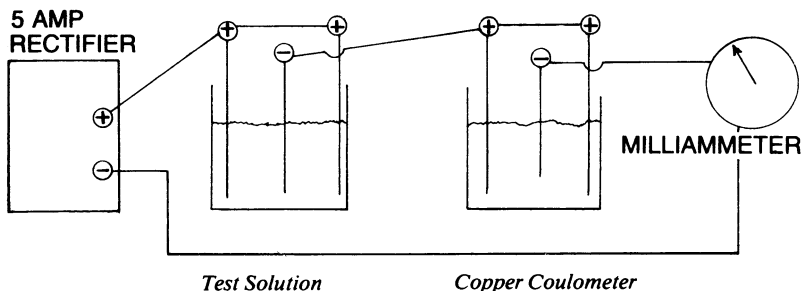 5 AMP
RECTIFIER
+
−
+
+
−
+
+
−
MILLIAMMETER
Test Solution
Copper Coulometer